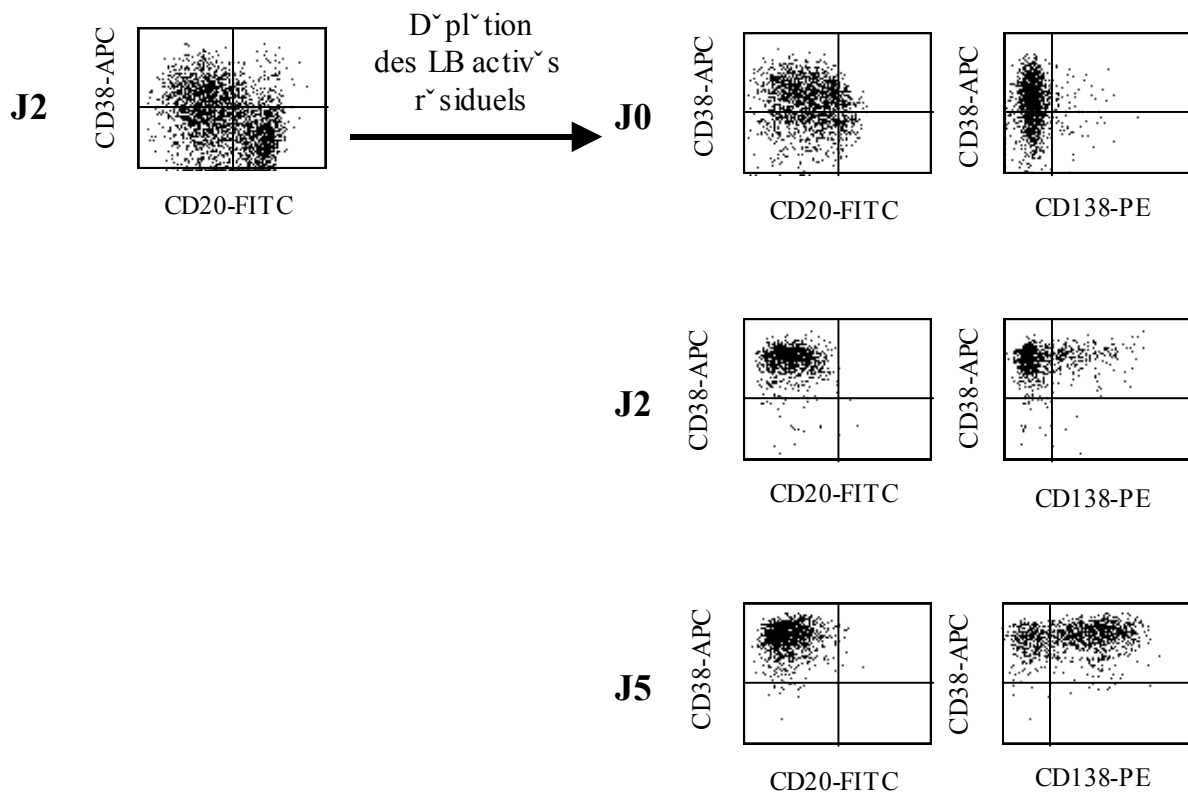 Dˇplˇtion
des LB activˇs
rˇsiduels
J2
CD38-APC
CD20-FITC
J0
CD38-APC
CD20-FITC
CD38-APC
CD138-PE
J2
CD38-APC
CD20-FITC
CD38-APC
CD138-PE
J5
CD38-APC
CD20-FITC
CD38-APC
CD138-PE